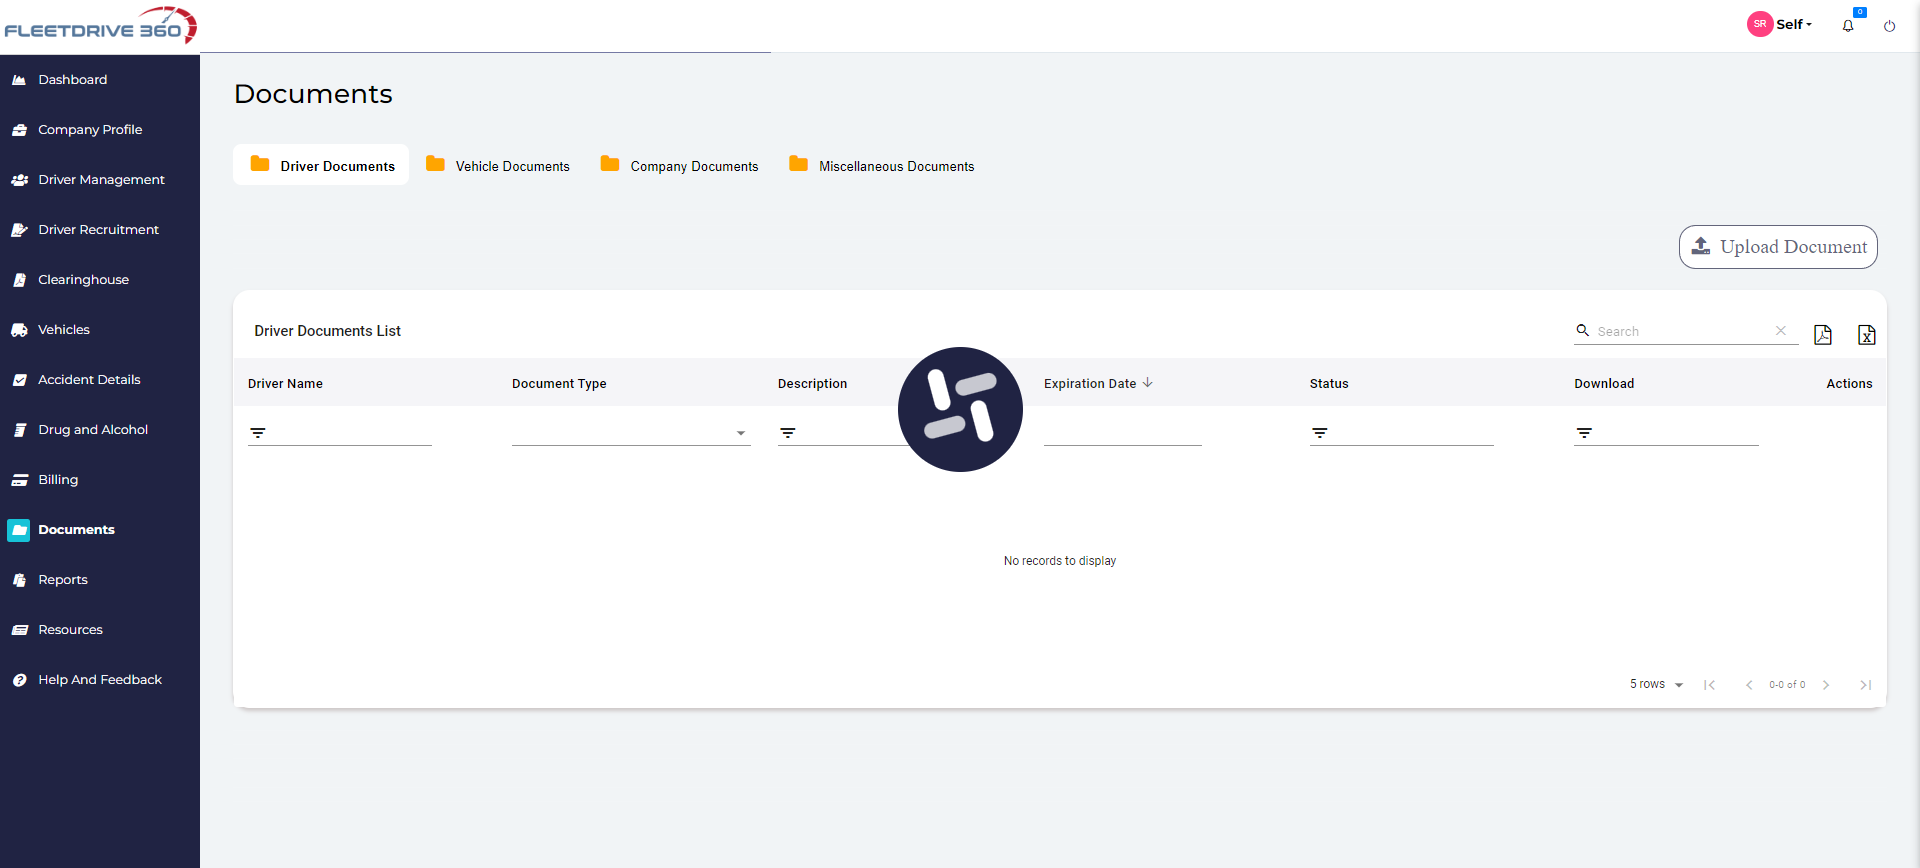 FLEETDRIVE 360
SR Self
0
Dashboard
Company Profile
Driver Management
Driver Recruitment
Clearinghouse
Vehicles
Accident Details
Drug and Alcohol
Billing
Documents
Reports
Resources
Help And Feedback
Documents
Driver Documents Vehicle Documents Company Documents Miscellaneous Documents
Upload Document
Driver Documents List
Search
X
Driver Name Document Type Description Expiration Date Status Download Actions
No records to display
5 rows 0-0 of 0